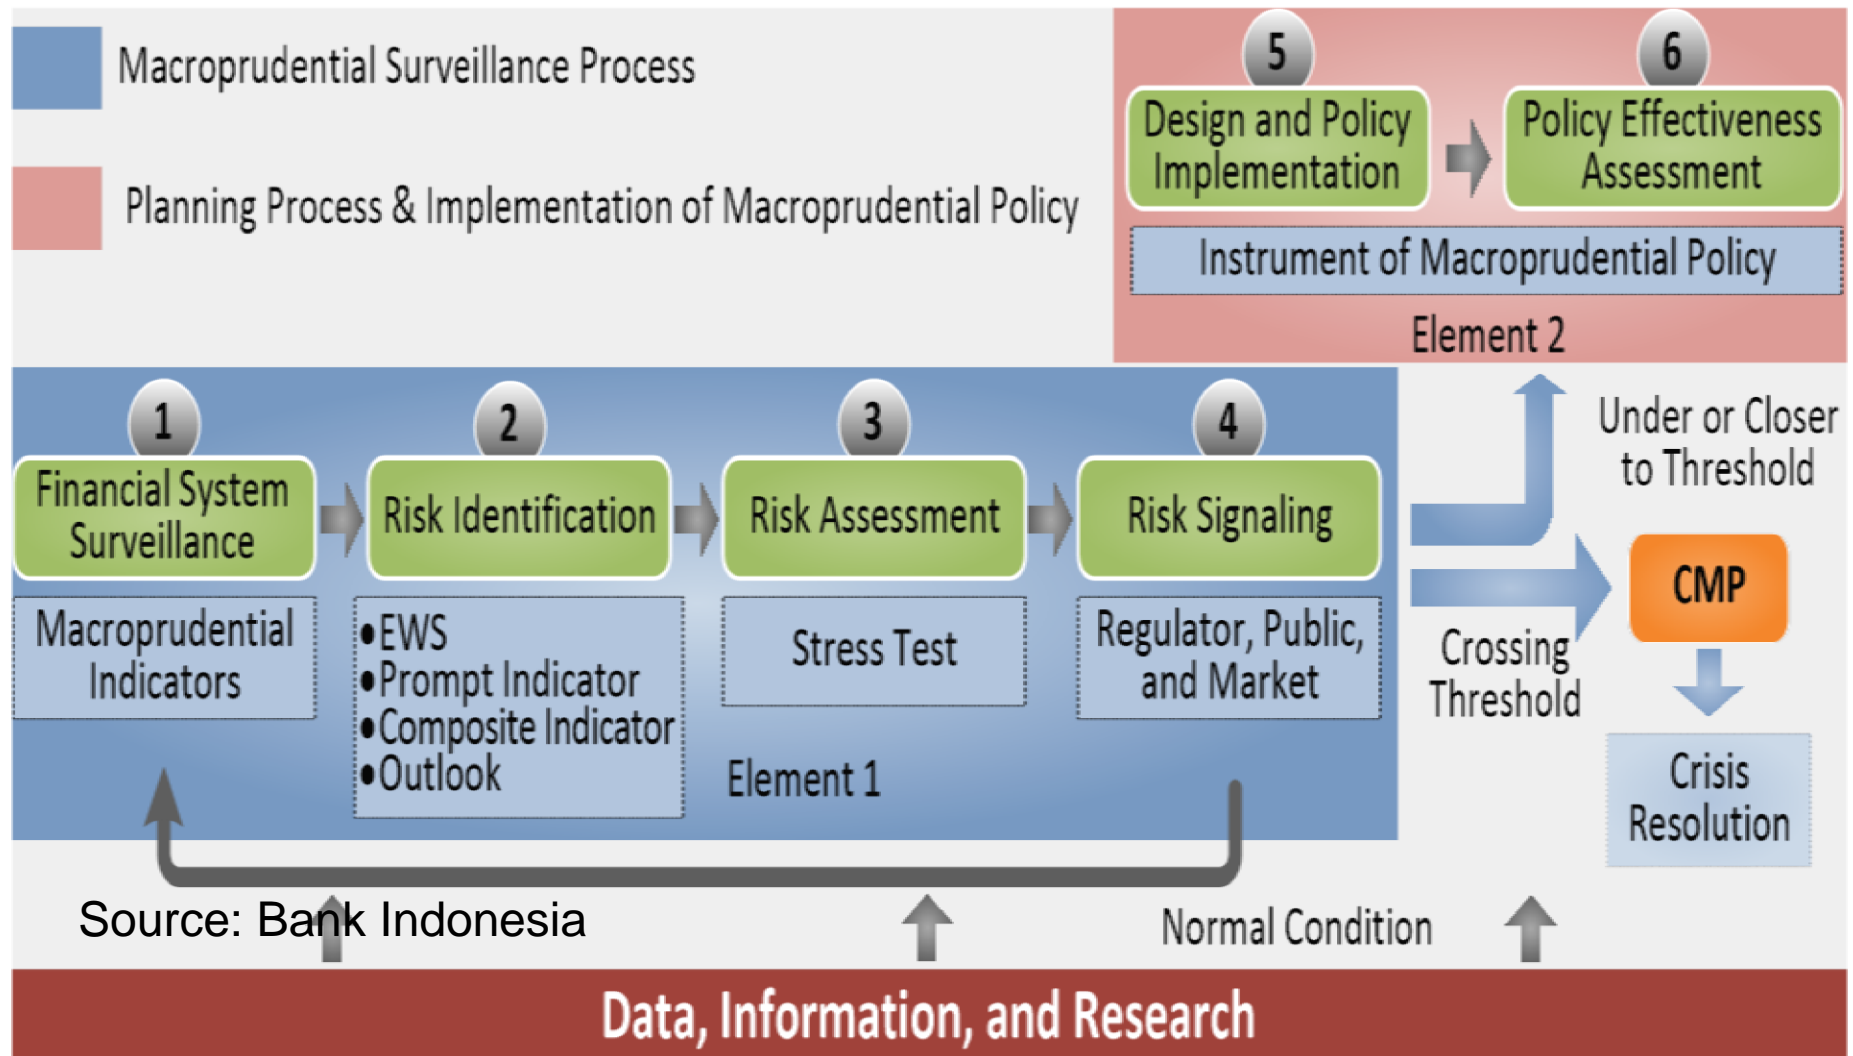 Macroprudential Surveillance Process
Planning Process & Implementation of Macroprudential Policy
5
6
Design and Policy
Implementation
Policy Effectiveness
Assessment
Instrument of Macroprudential Policy
Element 2
1
2
3
4
Financial System
Surveillance
Risk Identification
Risk Assessment
Risk Signaling
Macroprudential
Indicators
●EWS
●Prompt Indicator
●Composite Indicator
●Outlook
Stress Test
Regulator, Public,
and Market
Element 1
Under or Closer
to Threshold
CMP
Crossing
Threshold
Crisis
Resolution
Source: Bank Indonesia
Normal Condition
Data, Information, and Research